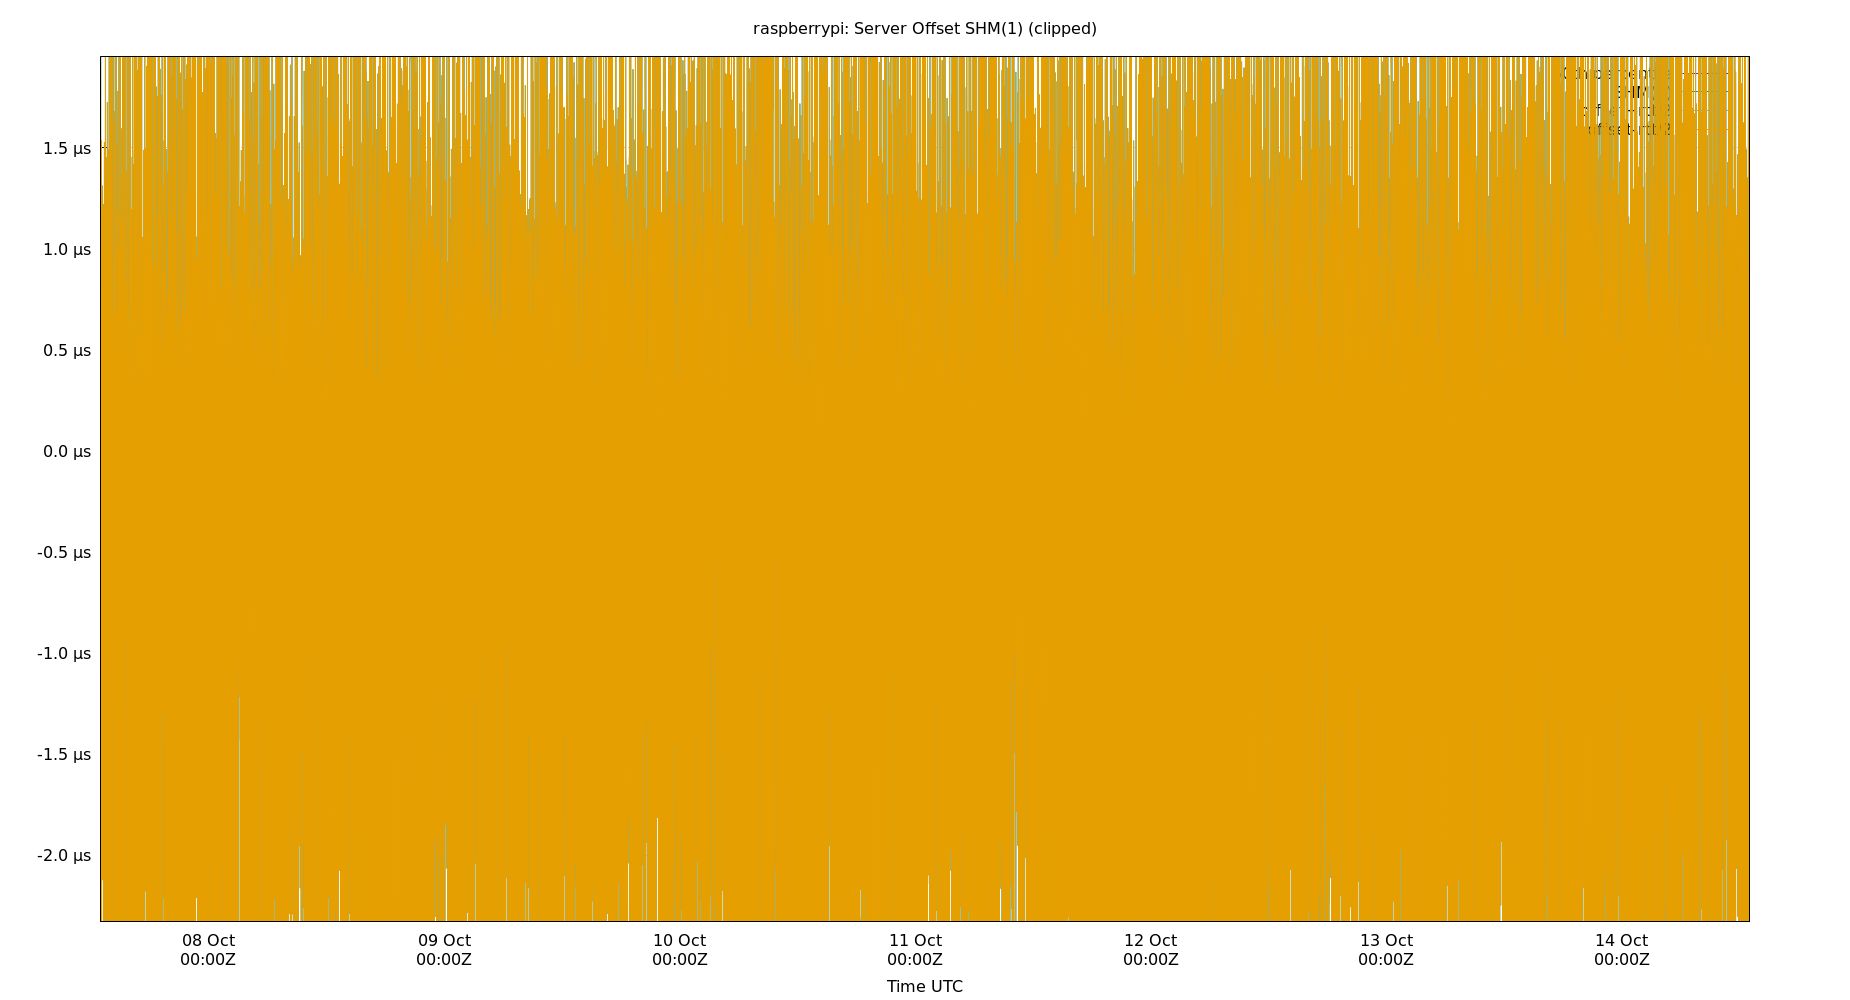 raspberrypi: Server Offset SHM(1) (clipped)
1.5 µs
1.0 µs
0.5 µs
0.0 µs
-0.5 µs
-1.0 µs
-1.5 µs
-2.0 µs
08 Oct 09 Oct 10 Oct 11 Oct 12 Oct 13 Oct 14 Oct
00:00Z 00:00Z 00:00Z 00:00Z 00:00Z 00:00Z 00:00Z
Time UTC